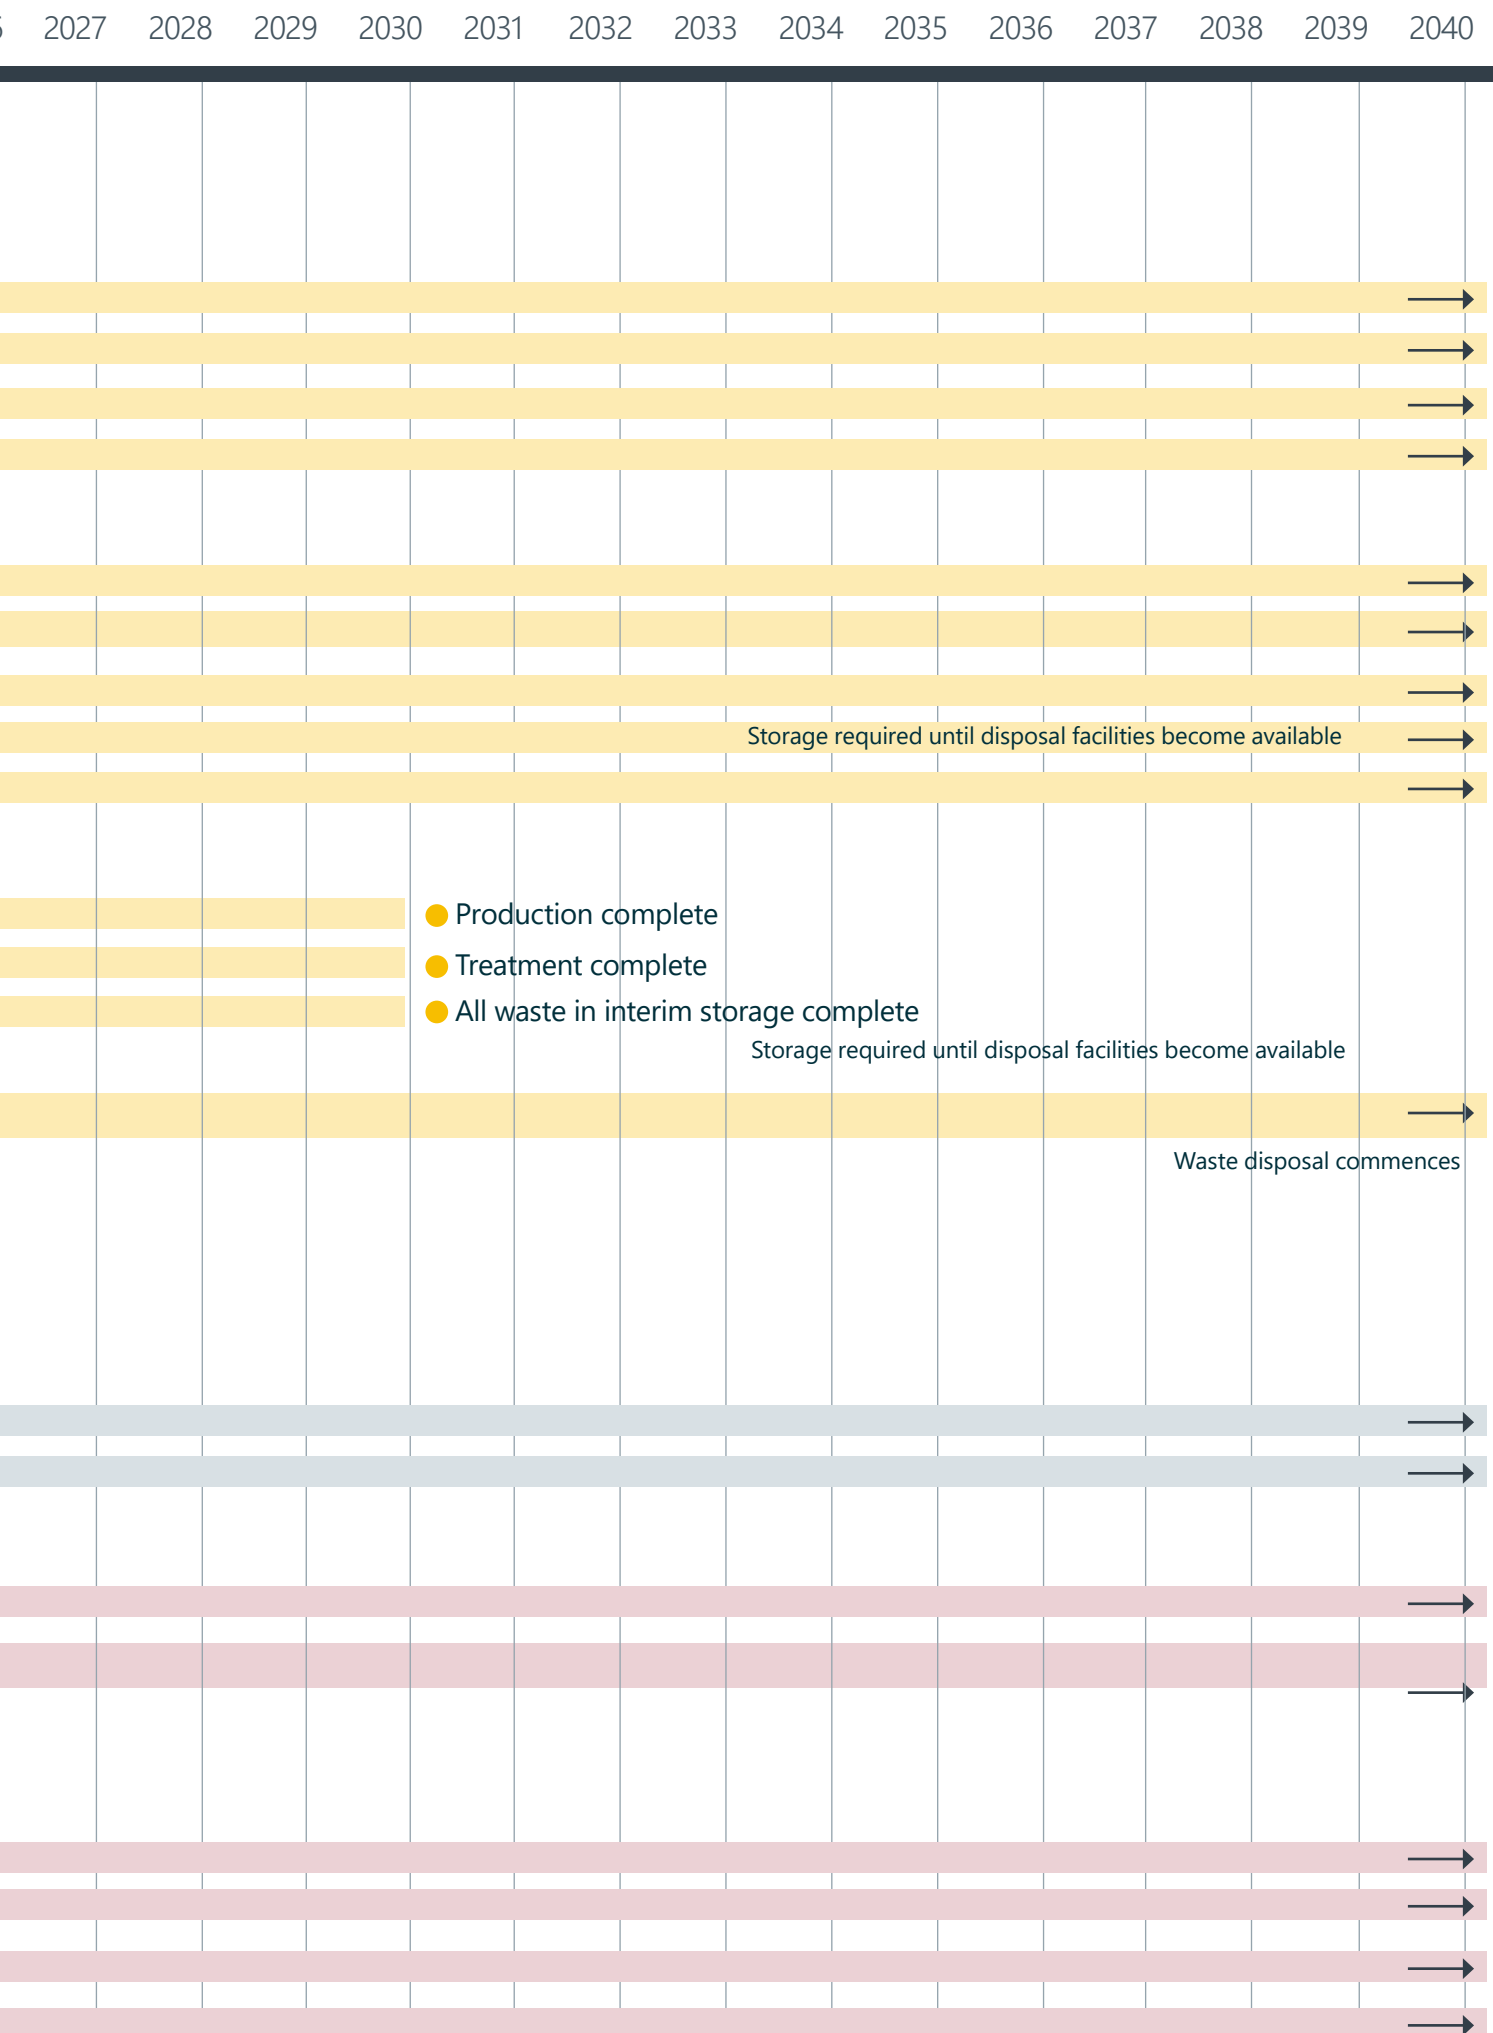 2027 2028 2029 2030 2031 2032 2033 2034 2035 2036 2037 2038 2039 2040
Storage required until disposal facilities become available
Production complete
Treatment complete
All waste in interim storage complete
Storage required until disposal facilities become available
Waste disposal commences